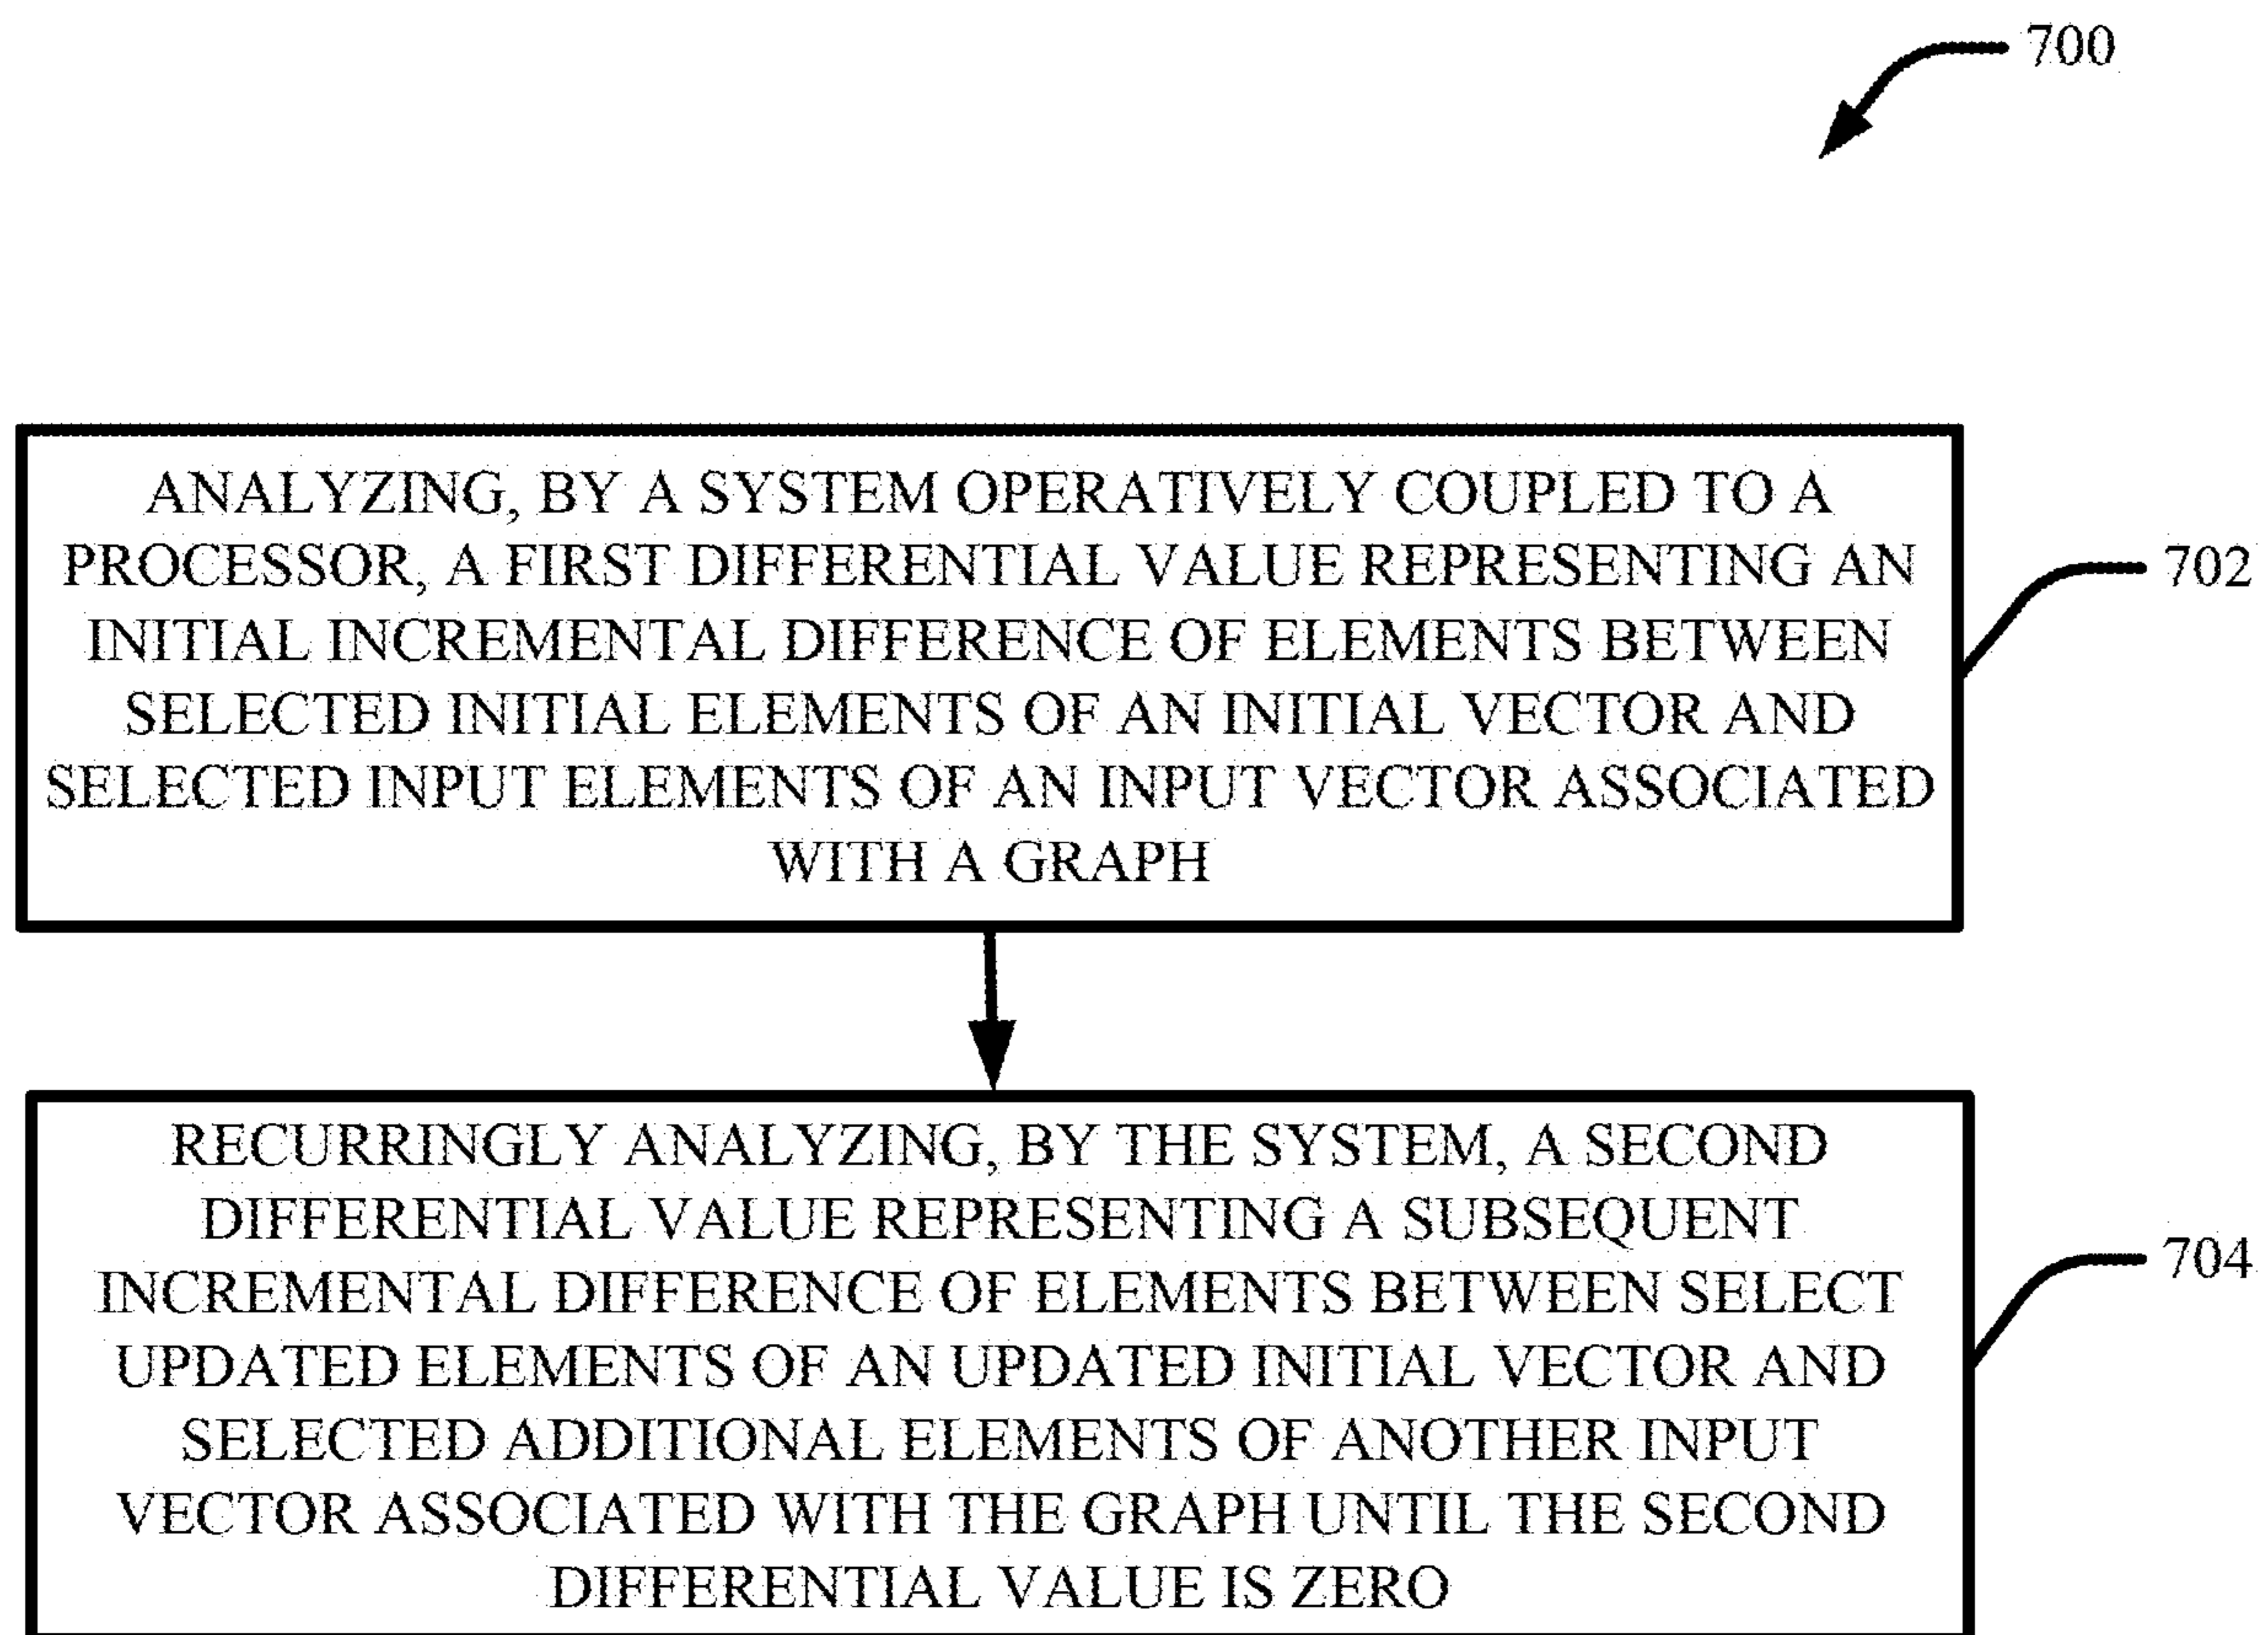 700
ANALYZING, BY A SYSTEM OPERATIVELY COUPLED TO A
PROCESSOR, A FIRST DIFFERENTIAL VALUE REPRESENTING AN
INITIAL INCREMENTAL DIFFERENCE OF ELEMENTS BETWEEN
SELECTED INITIAL ELEMENTS OF AN INITIAL VECTOR AND
SELECTED INPUT ELEMENTS OF AN INPUT VECTOR ASSOCIATED
WITH A GRAPH
702
RECURRINGLY ANALYZING, BY THE SYSTEM, A SECOND
DIFFERENTIAL VALUE REPRESENTING A SUBSEQUENT
INCREMENTAL DIFFERENCE OF ELEMENTS BETWEEN SELECT
UPDATED ELEMENTS OF AN UPDATED INITIAL VECTOR AND
SELECTED ADDITIONAL ELEMENTS OF ANOTHER INPUT
VECTOR ASSOCIATED WITH THE GRAPH UNTIL THE SECOND
DIFFERENTIAL VALUE IS ZERO
704